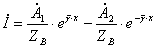 İ = Ȧ₁/Z_B · e^(γ̄·x) − Ȧ₂/Z_B · e^(γ̄·x)